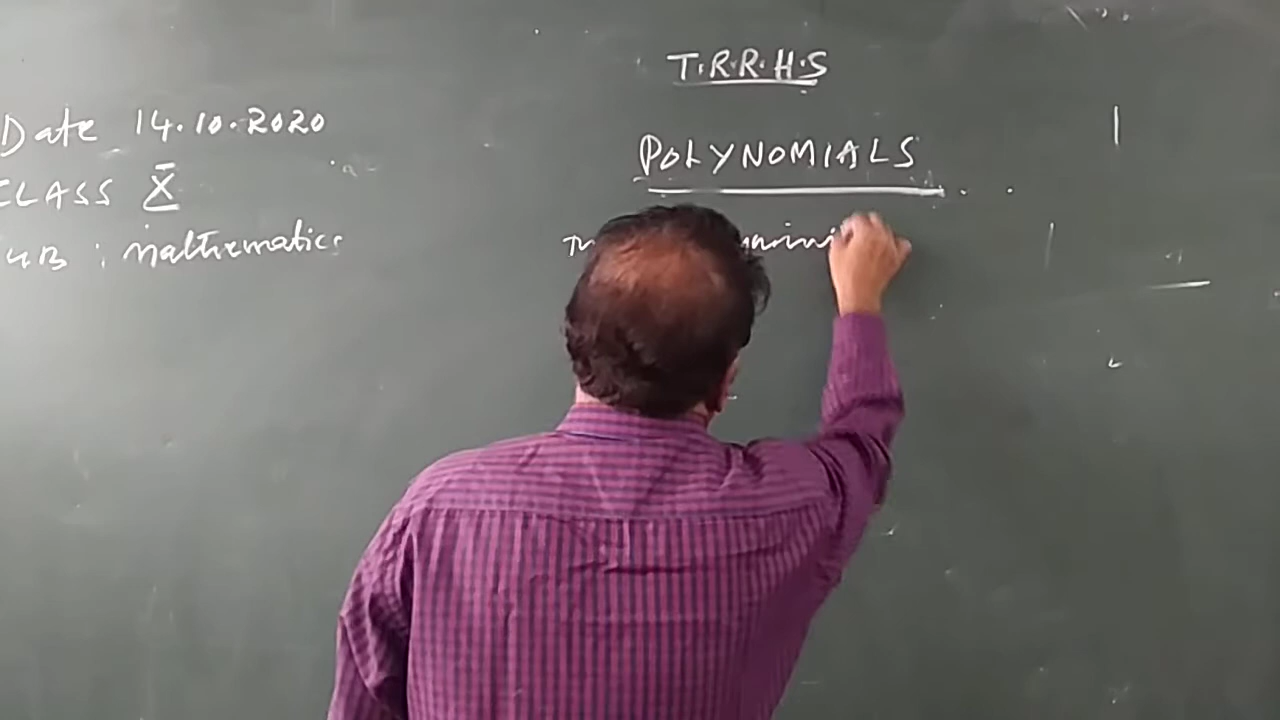 T.R.R.H.S
POLYNOMIALS
Date 14.10.2020
CLASS X
SUB : mathematics